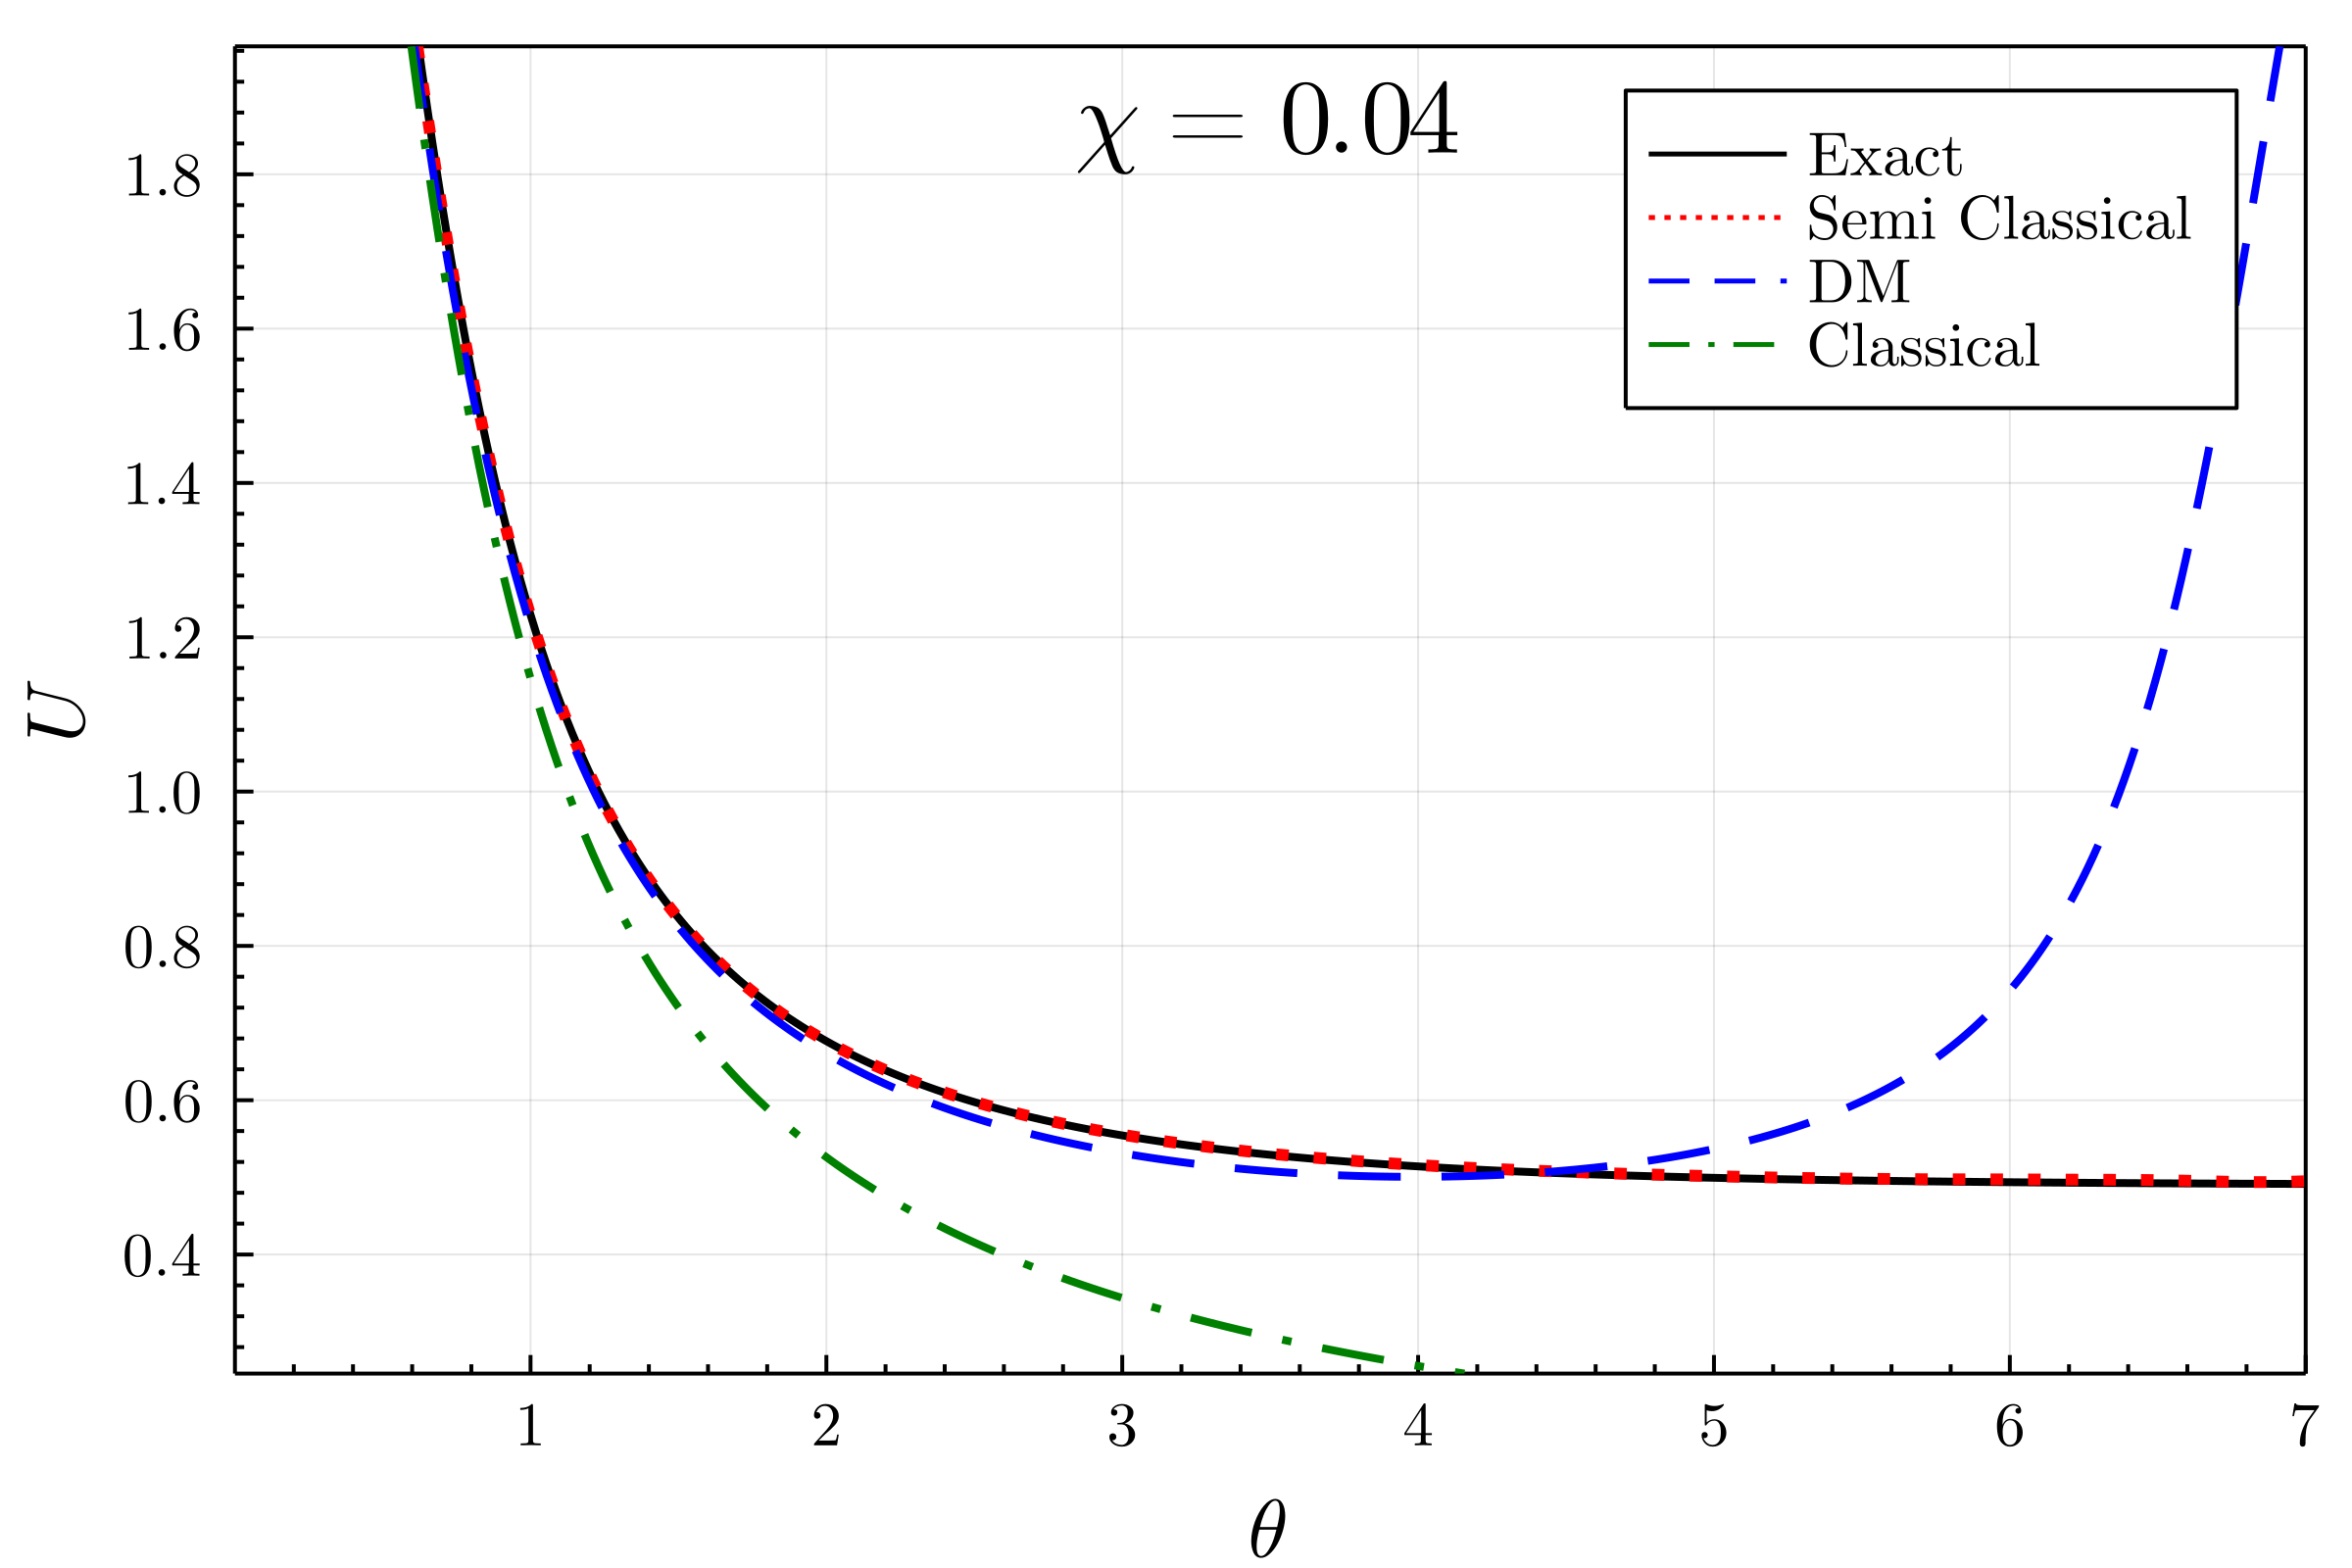 χ = 0.04
Exact
Semi Classical
DM
Classical
U
1.8
1.6
1.4
1.2
1.0
0.8
0.6
0.4
1 2 3 4 5 6 7
θ